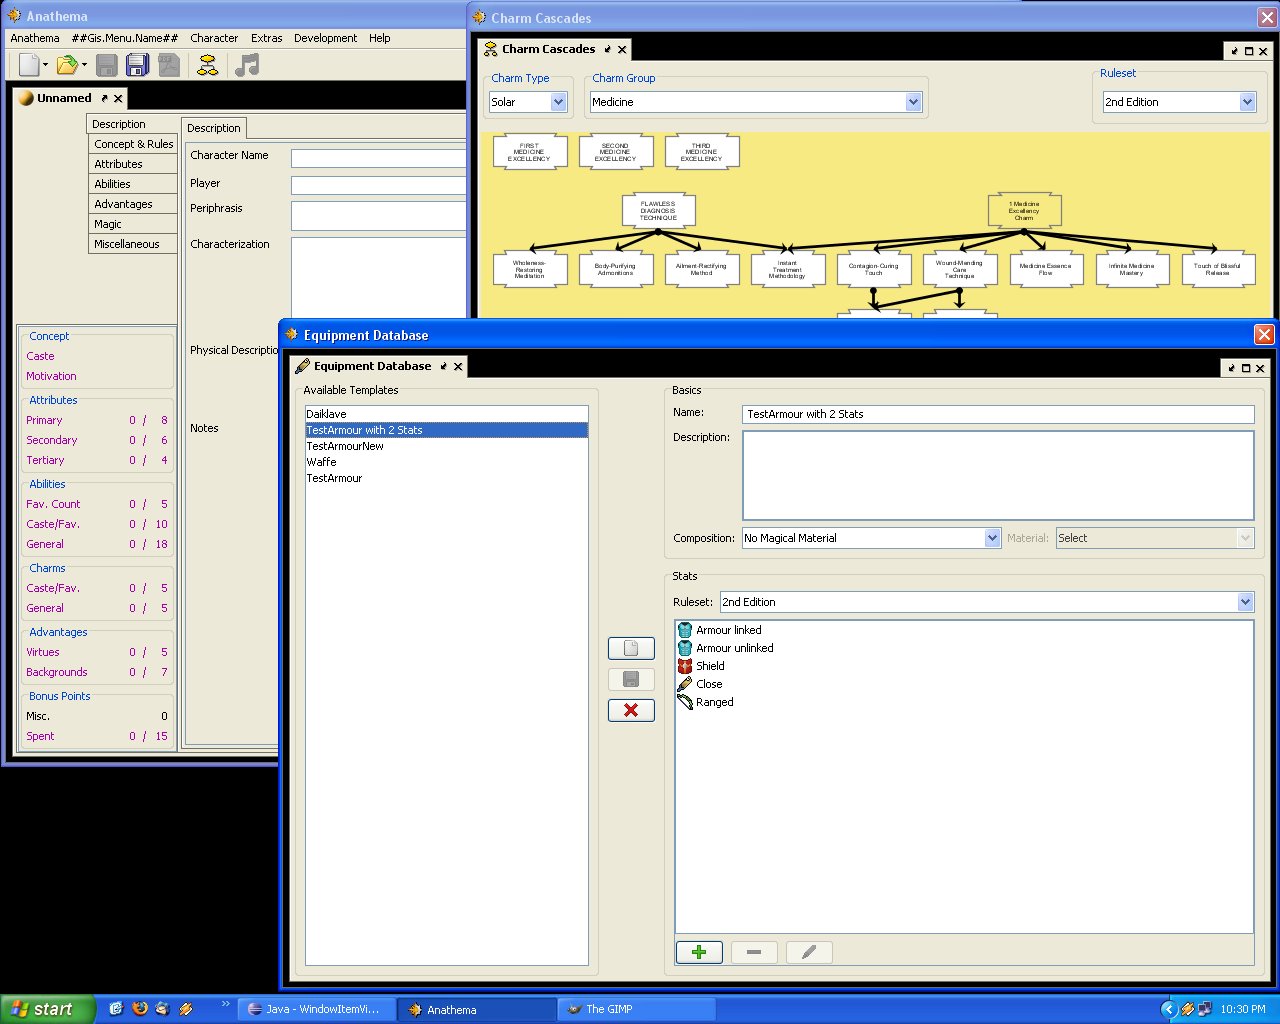 Anathema
Anathema ##Gis.Menu.Name## Character Extras Development Help
Unnamed
Description
Concept & Rules
Attributes
Abilities
Advantages
Magic
Miscellaneous
Description
Character Name
Player
Periphrasis
Characterization
Physical Descriptio
Notes
Concept
Caste
Motivation
Attributes
Primary 0 / 8
Secondary 0 / 6
Tertiary 0 / 4
Abilities
Fav. Count 0 / 5
Caste/Fav. 0 / 10
General 0 / 18
Charms
Caste/Fav. 0 / 5
General 0 / 5
Advantages
Virtues 0 / 5
Backgrounds 0 / 7
Bonus Points
Misc. 0
Spent 0 / 15
Charm Cascades
Charm Cascades
Charm Type
Solar
Charm Group
Medicine
Ruleset
2nd Edition
FIRST
MEDICINE
EXCELLENCY
SECOND
MEDICINE
EXCELLENCY
THIRD
MEDICINE
EXCELLENCY
FLAWLESS
DIAGNOSIS
TECHNIQUE
1 Medicine
Excellency
Charm
Wholeness-
Restoring
Meditation
Body-Purifying
Admonitions
Ailment-Rectifying
Method
Instant
Treatment
Methodology
Contagion-Curing
Touch
Wound-Mending
Care
Technique
Medicine Essence
Flow
Infinite Medicine
Mastery
Touch of Blissful
Release
Equipment Database
Equipment Database
Available Templates
Daiklave
TestArmour with 2 Stats
TestArmourNew
Waffe
TestArmour
Basics
Name: TestArmour with 2 Stats
Description:
Composition: No Magical Material Material: Select
Stats
Ruleset: 2nd Edition
Armour linked
Armour unlinked
Shield
Close
Ranged
start Java - WindowItemVi... Anathema The GIMP 10:30 PM